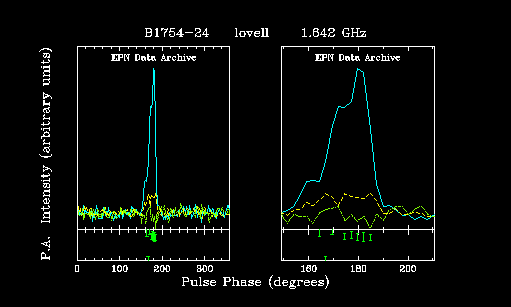 B1754-24 lovell 1.642 GHz
EPN Data Archive EPN Data Archive
P.A. Intensity (arbitrary units)
0 100 200 300 160 180 200
Pulse Phase (degrees)